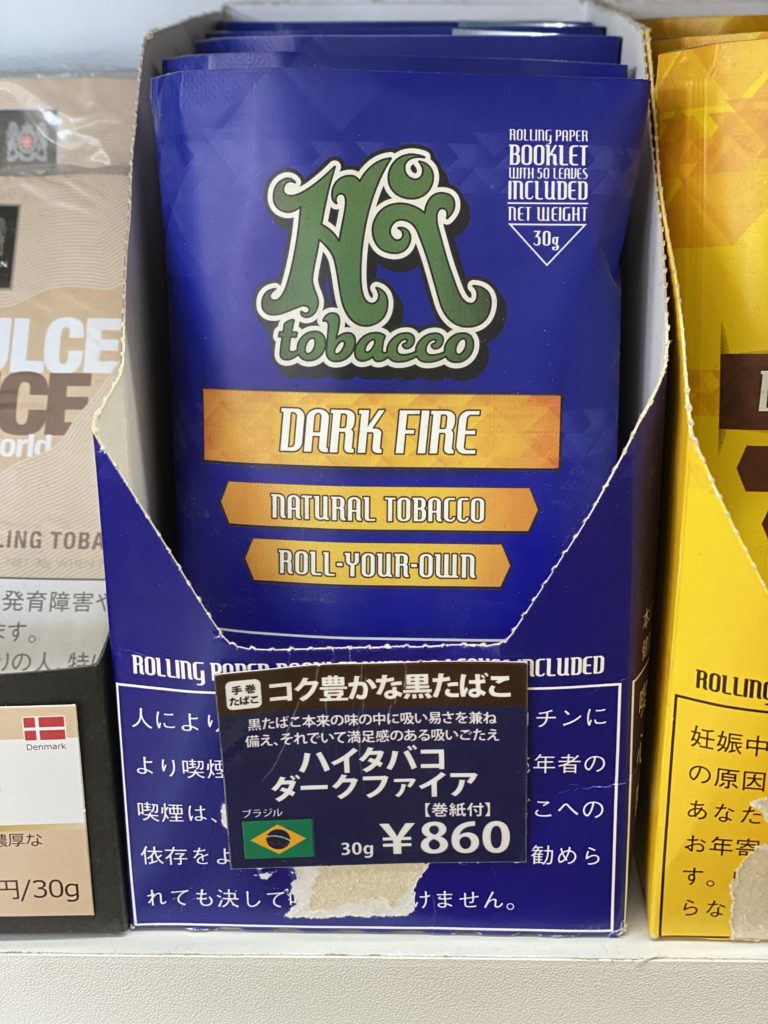 ROLLING PAPER
BOOKLET
WITH 50 LEAVES
INCLUDED
NET WEIGHT
30g
Hi
tobacco
DARK FIRE
NATURAL TOBACCO
ROLL-YOUR-OWN
ROLLING PAPER
INCLUDED
手巻たばこ
コク豊かな黒たばこ
黒たばこ本来の味の中に吸い易さを兼ね
備え、それでいて満足感のある吸いごたえ
ハイタバコ
ダークファイア
【巻紙付】
ブラジル
30g ¥860
人により
チンに
より喫煙
年者の
喫煙は、
こへの
依存をよ
勧めら
れても決して
けません。
ULCE
CE
orld
LING TOBA
発育障害や
ます。
りの人、特に
Denmark
濃厚な
円/30g
ROLLING
妊娠中
の原因
あなた
お年寄
す。
らな